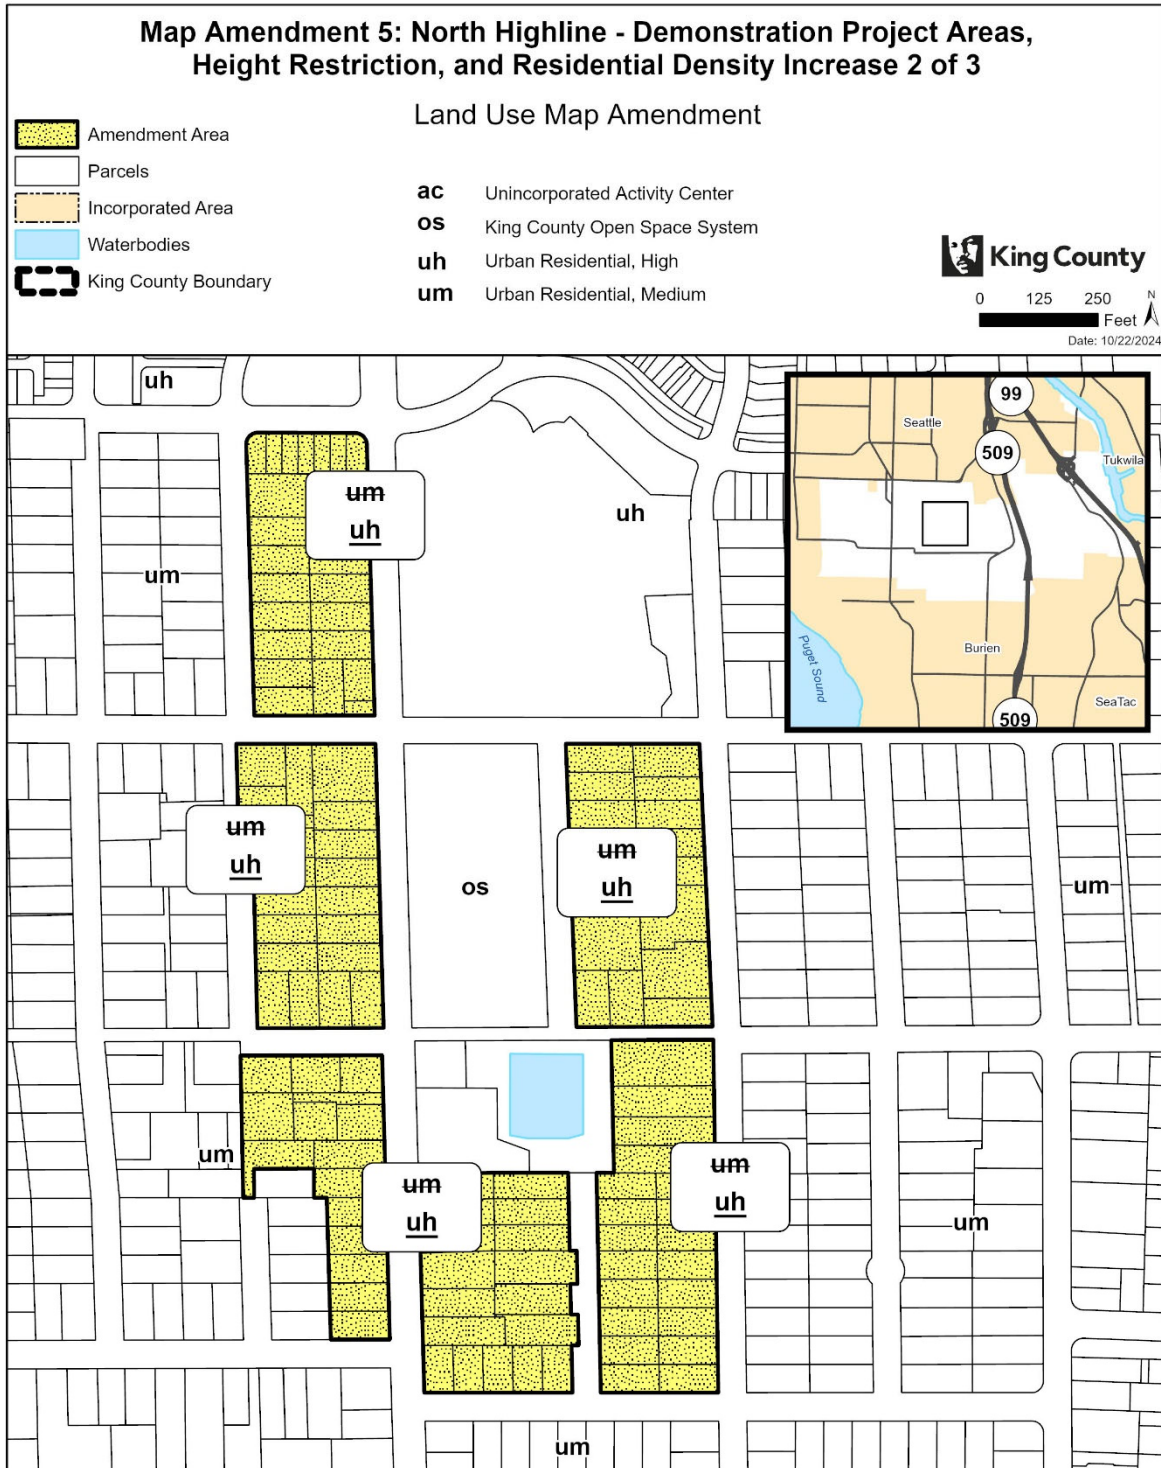 Map Amendment 5: North Highline - Demonstration Project Areas,
Height Restriction, and Residential Density Increase 2 of 3
Land Use Map Amendment
Amendment Area
Parcels
Incorporated Area
Waterbodies
King County Boundary
ac Unincorporated Activity Center
os King County Open Space System
uh Urban Residential, High
um Urban Residential, Medium
King County
0 125 250
Feet
N
Date: 10/22/2024
uh
um
uh
uh
um
99
Seattle
509
Tukwila
Puget Sound
Burien
SeaTac
509
um
uh
um
uh
os
um
um
um
uh
um
uh
um
um